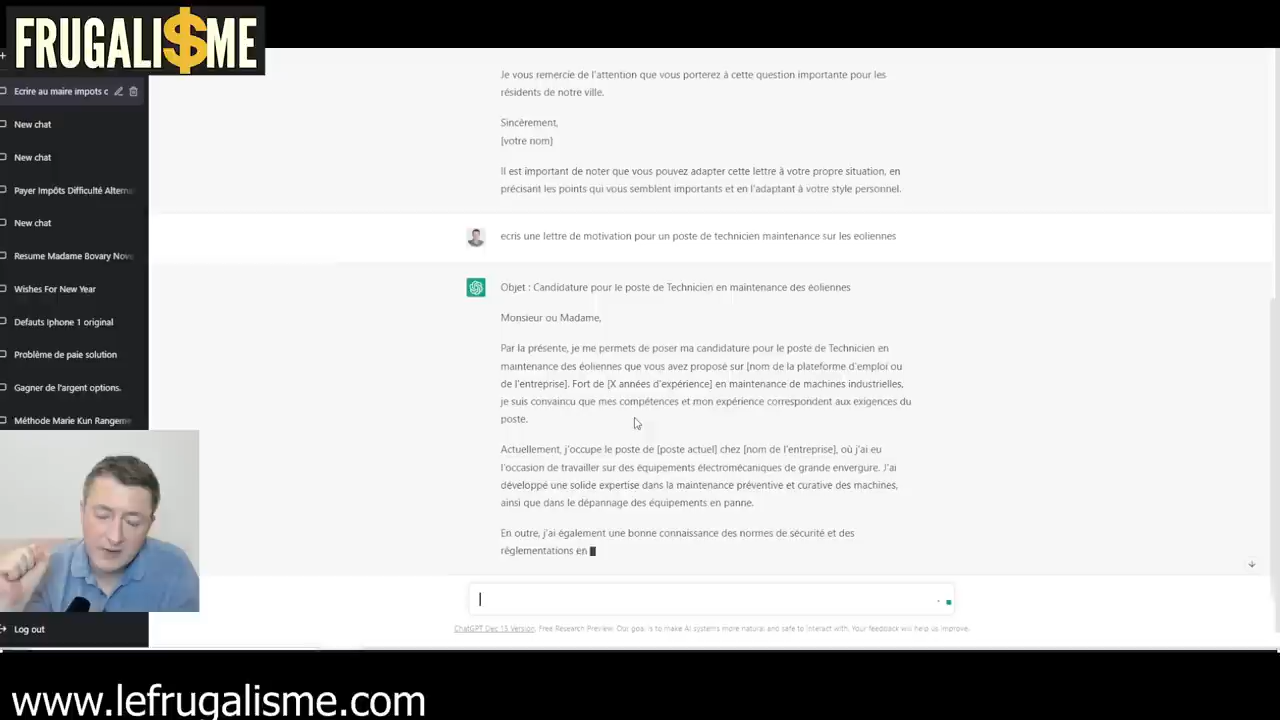 FRUGALI$ME
Ecrire au maire impots c
New chat
New chat
Payer Impôts Difficulté Alterna
New chat
Resume Madame Bovary Nov
Wishes For New Year
Defauts Iphone 1 original
Problème de paie solution
Gagner de l'argent options.
Méthode Marie Kun Rangeme
Log out
Je vous remercie de l'attention que vous porterez à cette question importante pour les
résidents de notre ville.
Sincèrement,
[votre nom]
Il est important de noter que vous pouvez adapter cette lettre à votre propre situation, en
précisant les points qui vous semblent importants et en l'adaptant à votre style personnel.
ecris une lettre de motivation pour un poste de technicien maintenance sur les eoliennes
Objet : Candidature pour le poste de Technicien en maintenance des éoliennes
Monsieur ou Madame,
Par la présente, je me permets de poser ma candidature pour le poste de Technicien en
maintenance des éoliennes que vous avez proposé sur [nom de la plateforme d'emploi ou
de l'entreprise]. Fort de [X années d'expérience] en maintenance de machines industrielles,
je suis convaincu que mes compétences et mon expérience correspondent aux exigences du
poste.
Actuellement, j'occupe le poste de [poste actuel] chez [nom de l'entreprise], où j'ai eu
l'occasion de travailler sur des équipements électromécaniques de grande envergure. J'ai
développé une solide expertise dans la maintenance préventive et curative des machines,
ainsi que dans le dépannage des équipements en panne.
En outre, j'ai également une bonne connaissance des normes de sécurité et des
réglementations en
ChatGPT Dec 15 Version. Free Research Preview. Our goal is to make AI systems more natural and safe to interact with. Your feedback will help us improve.
www.lefrugalisme.com